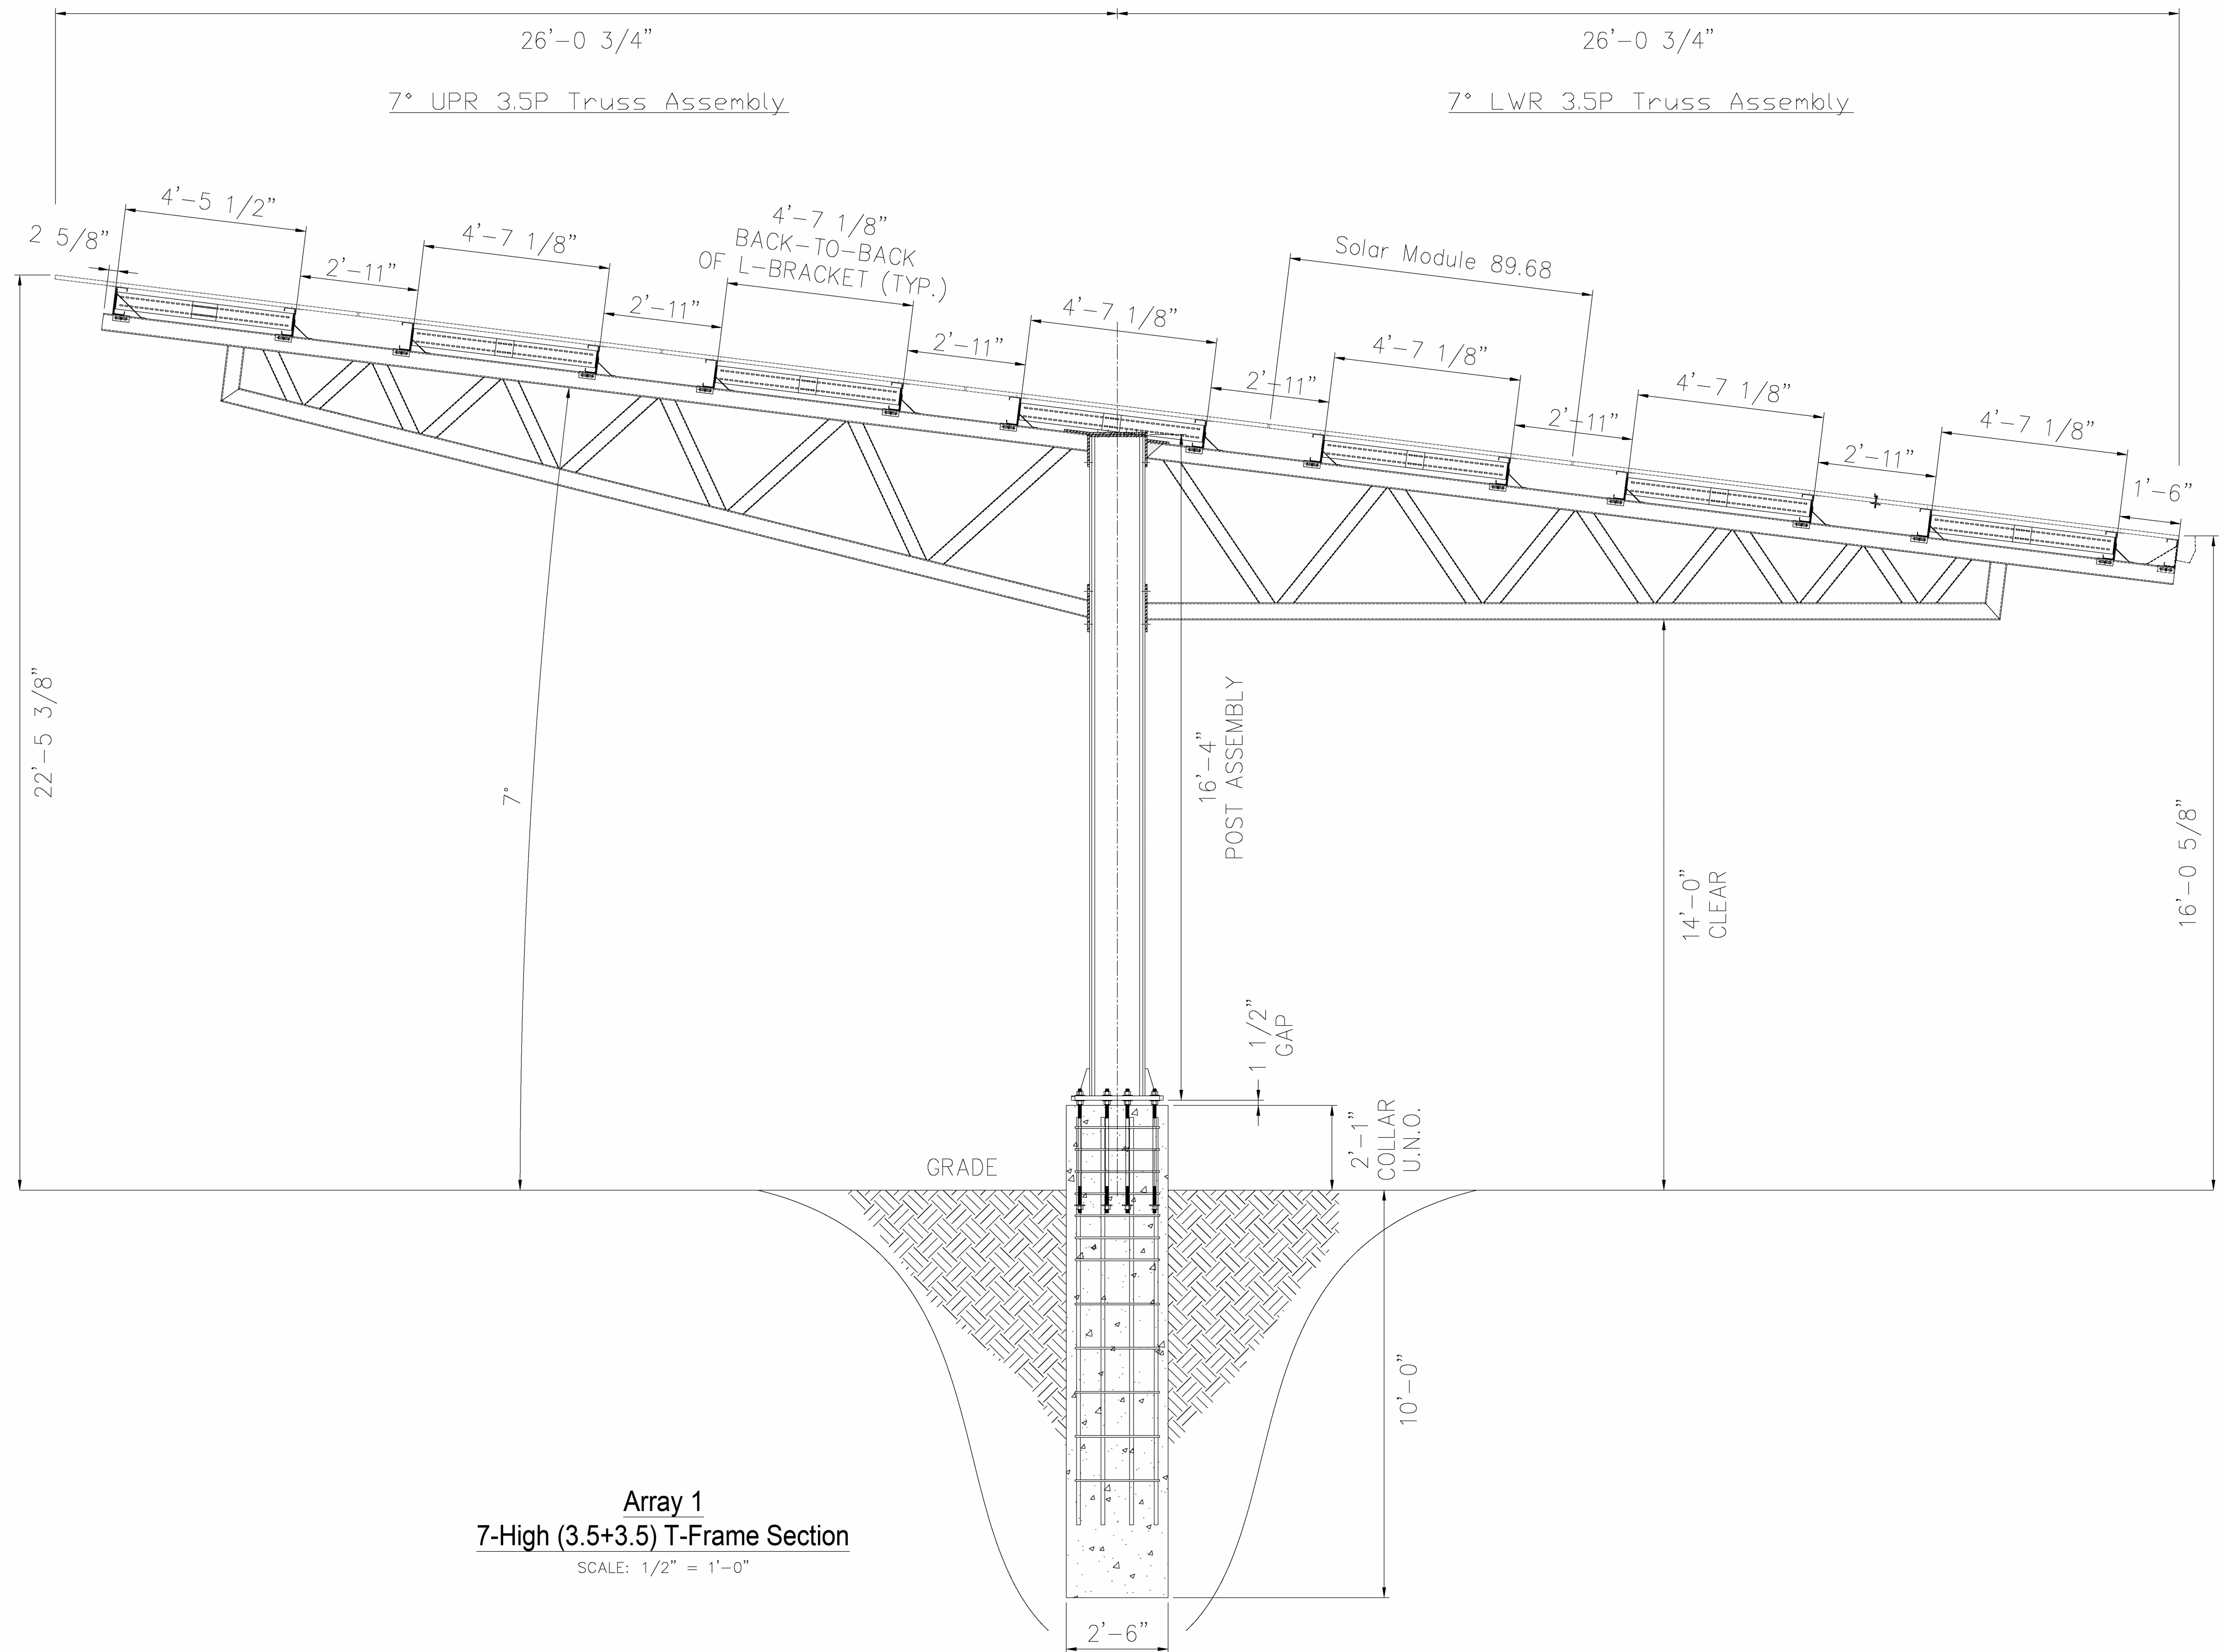 26'-0 3/4"
26'-0 3/4"
7° UPR 3.5P Truss Assembly
7° LWR 3.5P Truss Assembly
2 5/8"
4'-5 1/2"
2'-11"
4'-7 1/8"
2'-11"
4'-7 1/8"
BACK-TO-BACK
OF L-BRACKET (TYP.)
2'-11"
4'-7 1/8"
2'-11"
Solar Module 89.68
4'-7 1/8"
2'-11"
4'-7 1/8"
2'-11"
4'-7 1/8"
1'-6"
22'-5 3/8"
7°
16'-4"
POST ASSEMBLY
14'-0"
CLEAR
16'-0 5/8"
1 1/2"
GAP
2'-1"
COLLAR
U.N.O.
GRADE
10'-0"
2'-6"
Array 1
7-High (3.5+3.5) T-Frame Section
SCALE: 1/2" = 1'-0"